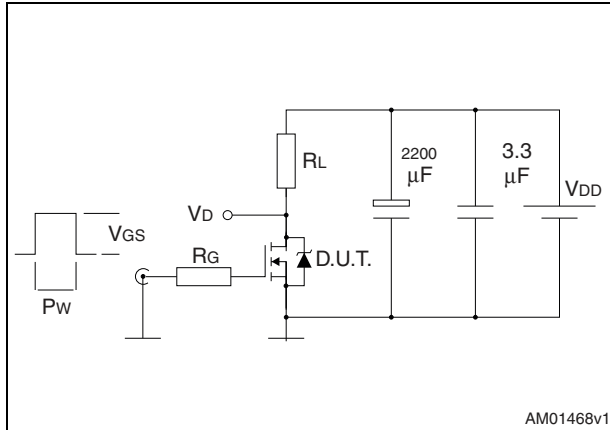 RL
2200
μF
3.3
μF
VDD
VD
VGS
RG
D.U.T.
PW
AM01468v1